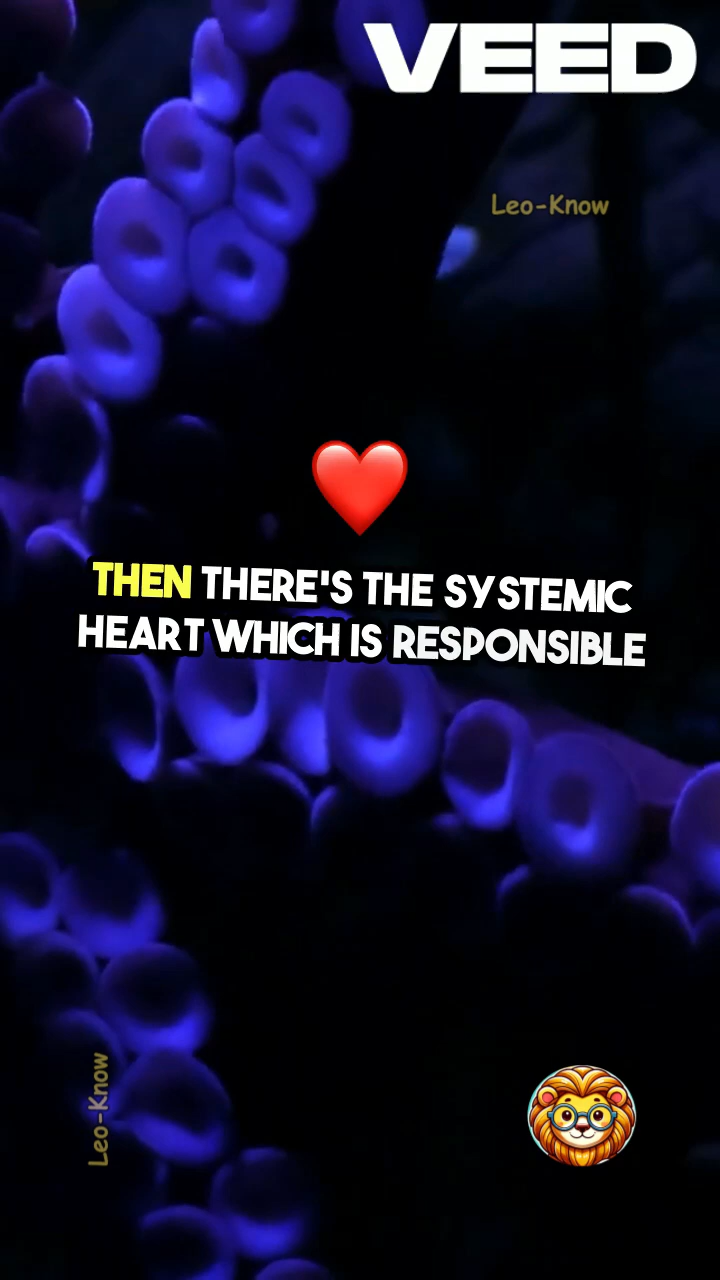 VEED
Leo-Know
THEN THERE'S THE SYSTEMIC
HEART WHICH IS RESPONSIBLE
Leo-Know